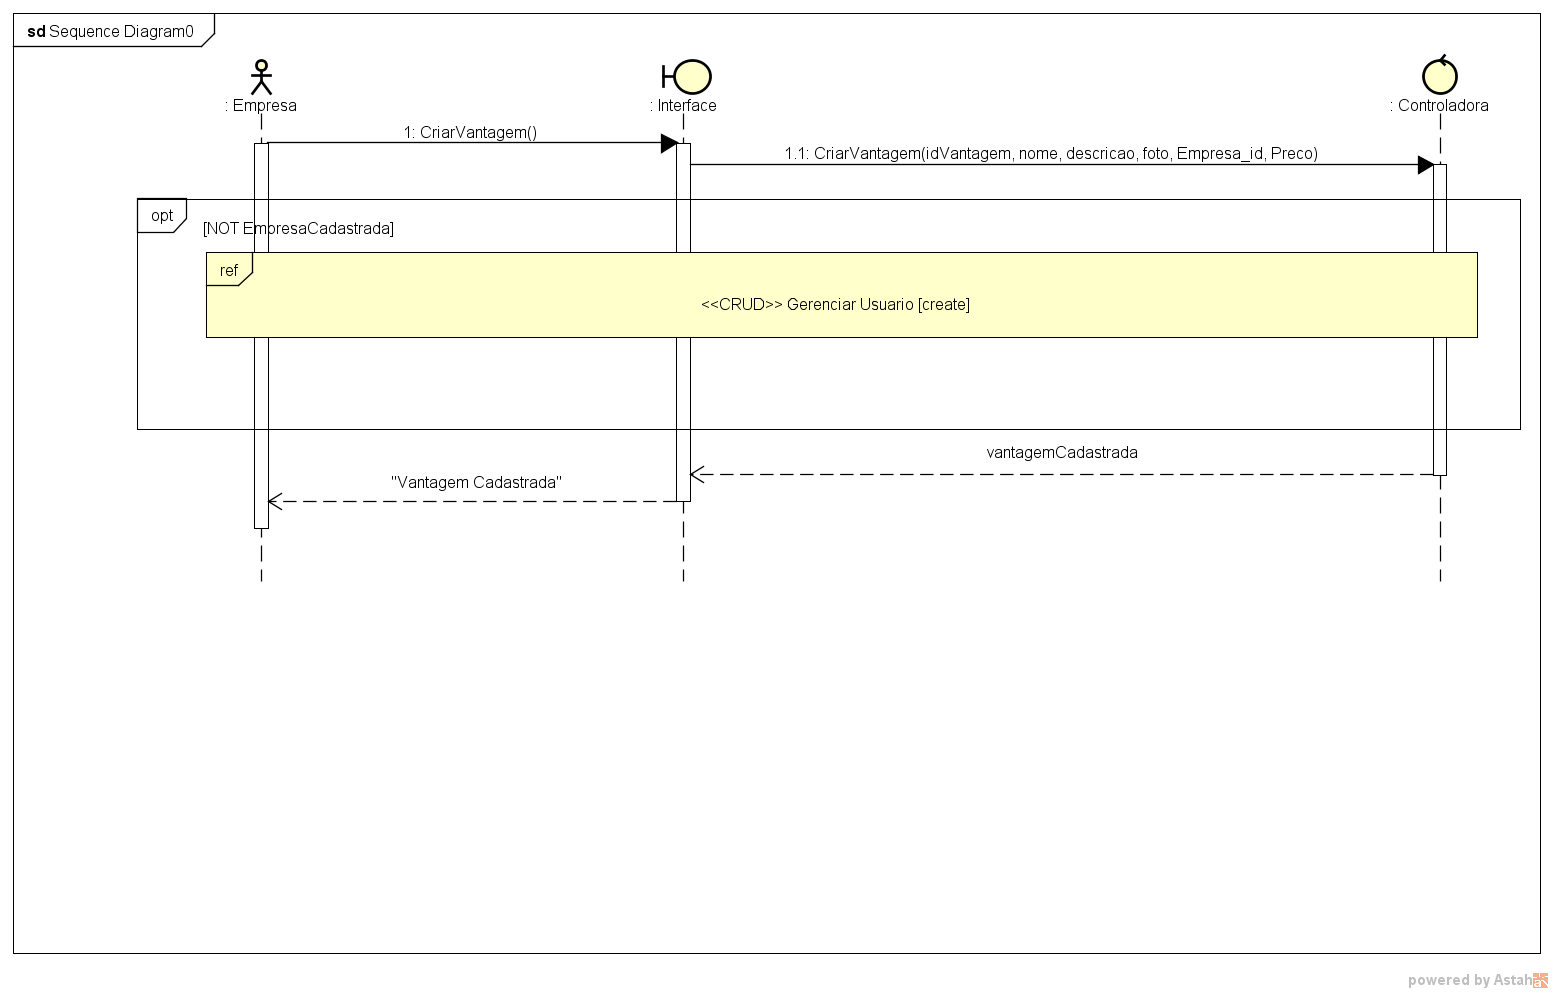 sd Sequence Diagram0
: Empresa
: Interface
: Controladora
1: CriarVantagem()
1.1: CriarVantagem(idVantagem, nome, descricao, foto, Empresa_id, Preco)
opt
[NOT EmpresaCadastrada]
ref
<<CRUD>> Gerenciar Usuario [create]
vantagemCadastrada
"Vantagem Cadastrada"
powered by Astah